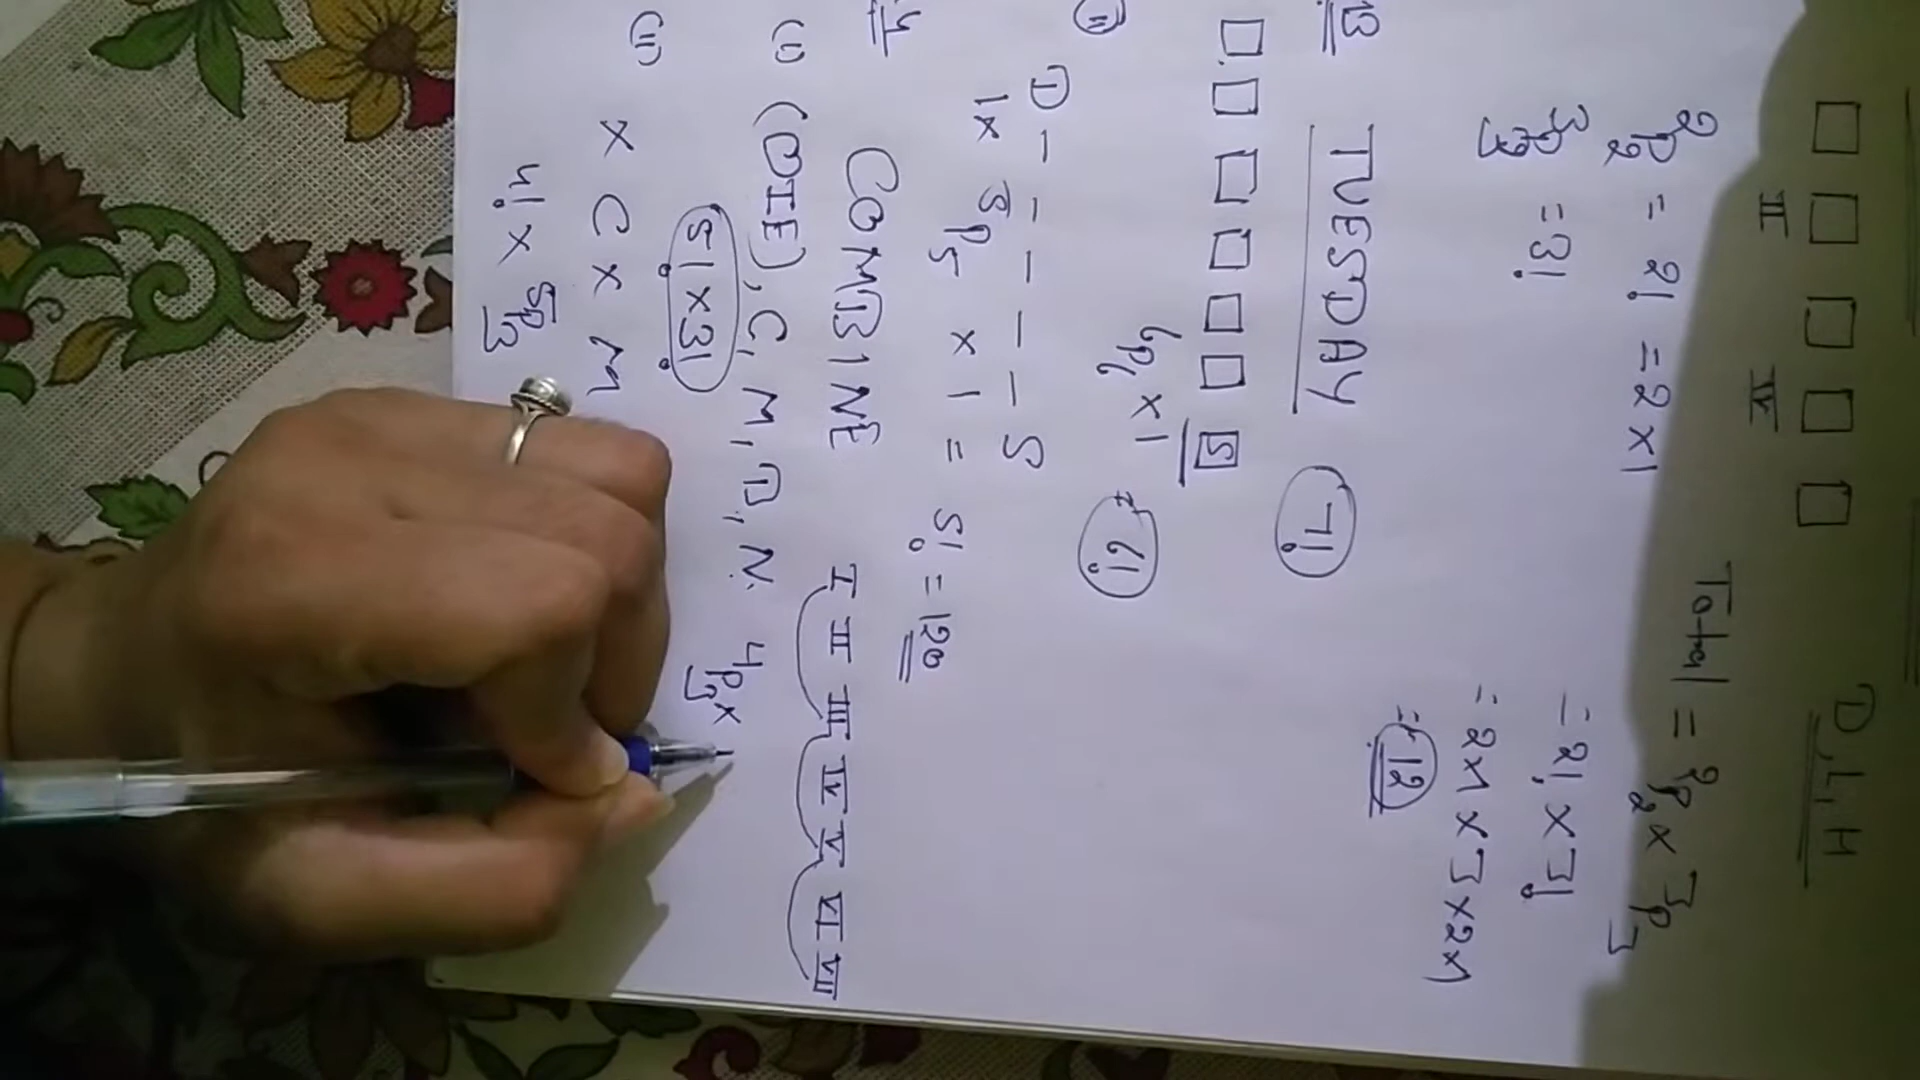 D, L, H
II IV
Total = ²P₂ × ³P₃
²P₂ = 2! = 2×1
= 2! × 3!
³P₃ = 3!
= 2×1 × 3×2×1
= 12
13 TUESDAY 7!
S
⁶P₆ × 1 = 6!
(ii) D - - - - - S
1× ⁵P₅ × 1 = 5! = 120
14 COMBINE I II III IV V VI VII
(i) (OIE), C, M, B, N. ⁴P₃ ×
5! × 3!
(ii) × C × M
4! × ⁵P₃